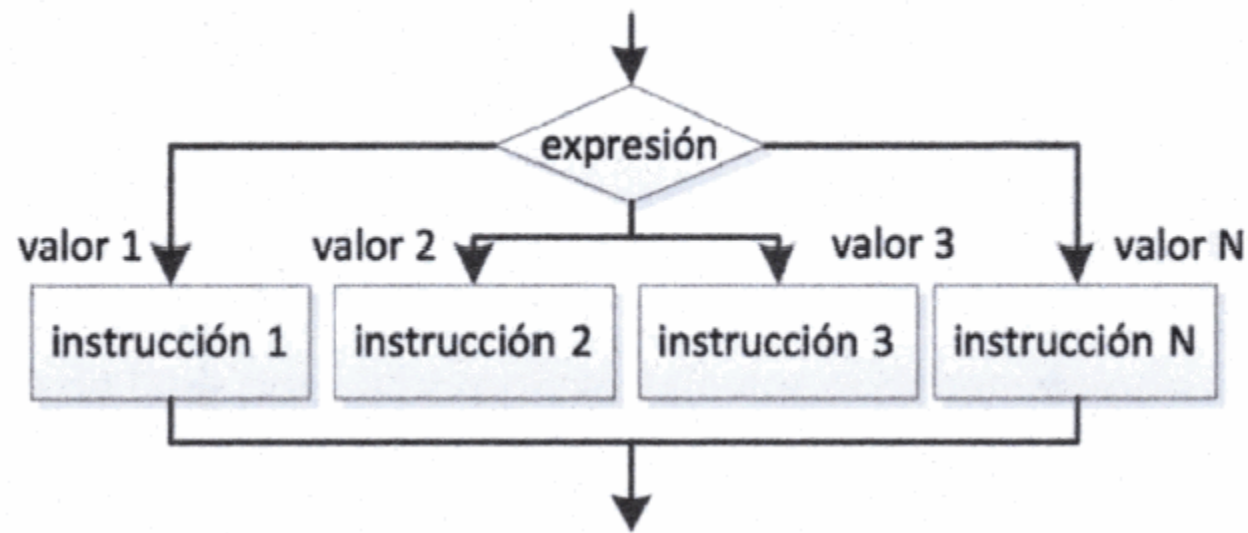 expresión
valor 1
valor 2
valor 3
valor N
instrucción 1
instrucción 2
instrucción 3
instrucción N